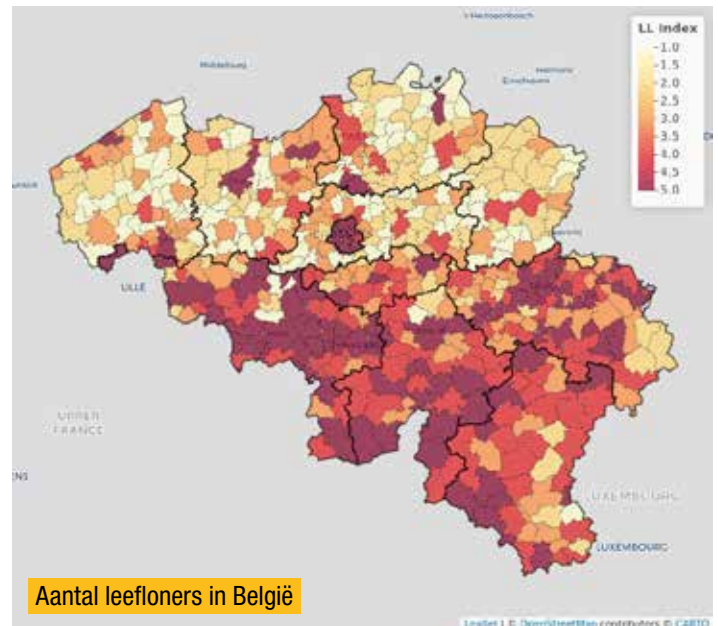 's-Hertogenbosch
LL Index
1.0
1.5
2.0
2.5
3.0
3.5
4.0
4.5
5.0
Middelburg
Helmond
Eindhoven
LILLE
UPPER
FRANCE
LUXEMBOURG
LUXEMBOURG
Aantal leefloners in België
Leaflet | © OpenStreetMap contributors © CARTO